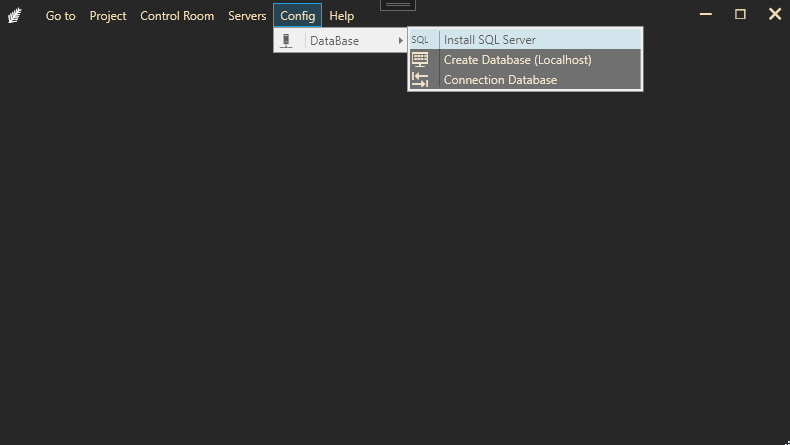 Go to Project Control Room Servers Config Help
DataBase
SQL Install SQL Server
Create Database (Localhost)
Connection Database